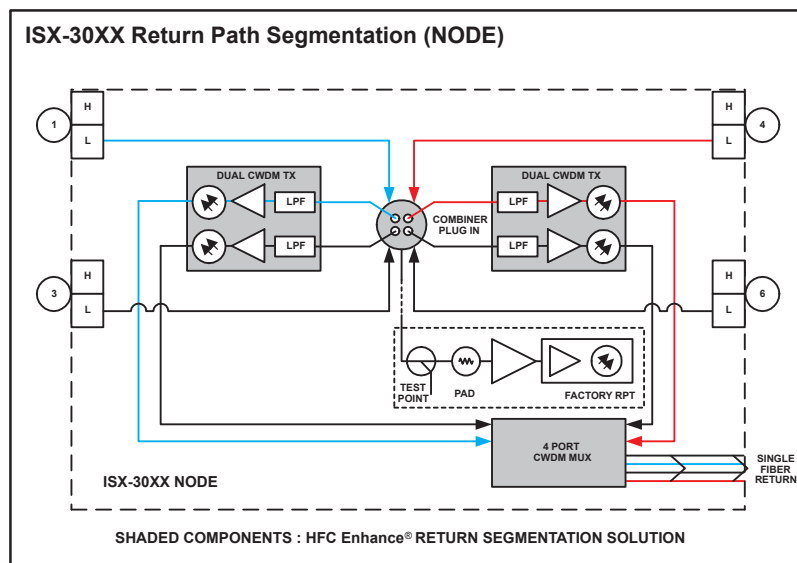 ISX-30XX Return Path Segmentation (NODE)
1
H
L
4
H
L
DUAL CWDM TX
LPF
LPF
COMBINER
PLUG IN
DUAL CWDM TX
LPF
LPF
3
H
L
6
H
L
TEST
POINT
PAD
FACTORY RPT
4 PORT
CWDM MUX
SINGLE
FIBER
RETURN
ISX-30XX NODE
SHADED COMPONENTS : HFC Enhance® RETURN SEGMENTATION SOLUTION